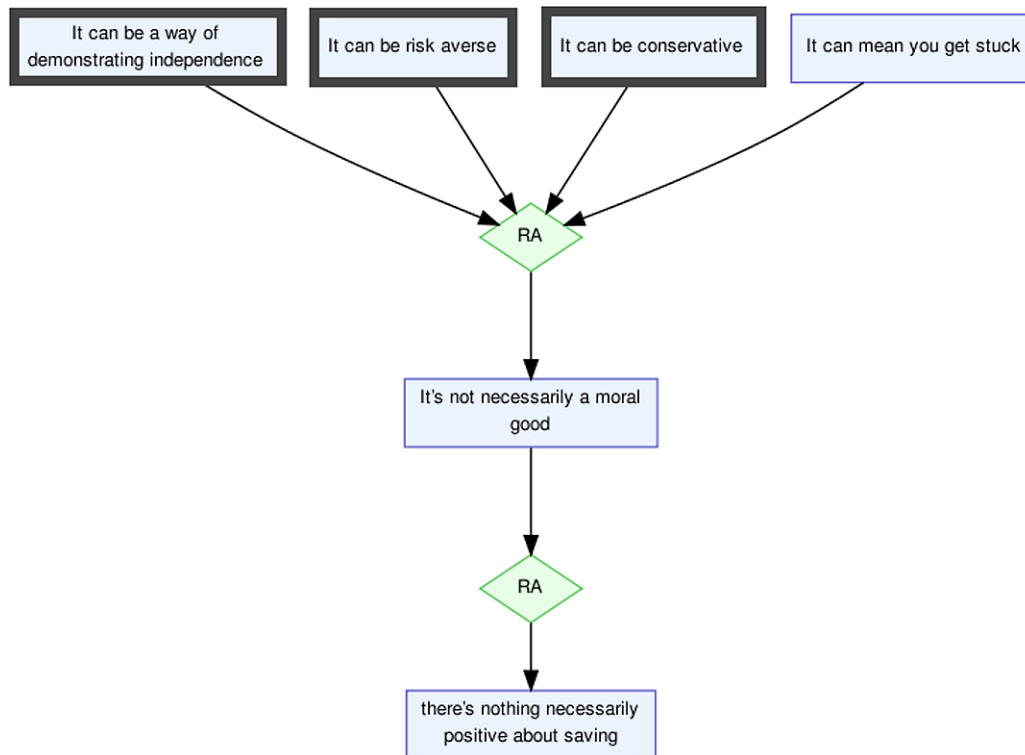 It can be a way of
demonstrating independence
It can be risk averse
It can be conservative
It can mean you get stuck
RA
It's not necessarily a moral
good
RA
there's nothing necessarily
positive about saving